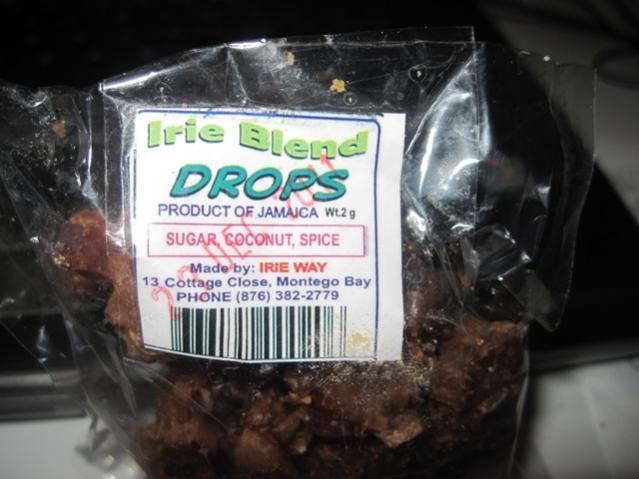 Irie Blend
DROPS
PRODUCT OF JAMAICA Wt.2 g
SUGAR, COCONUT, SPICE
Made by: IRIE WAY
13 Cottage Close, Montego Bay
PHONE (876) 382-2779